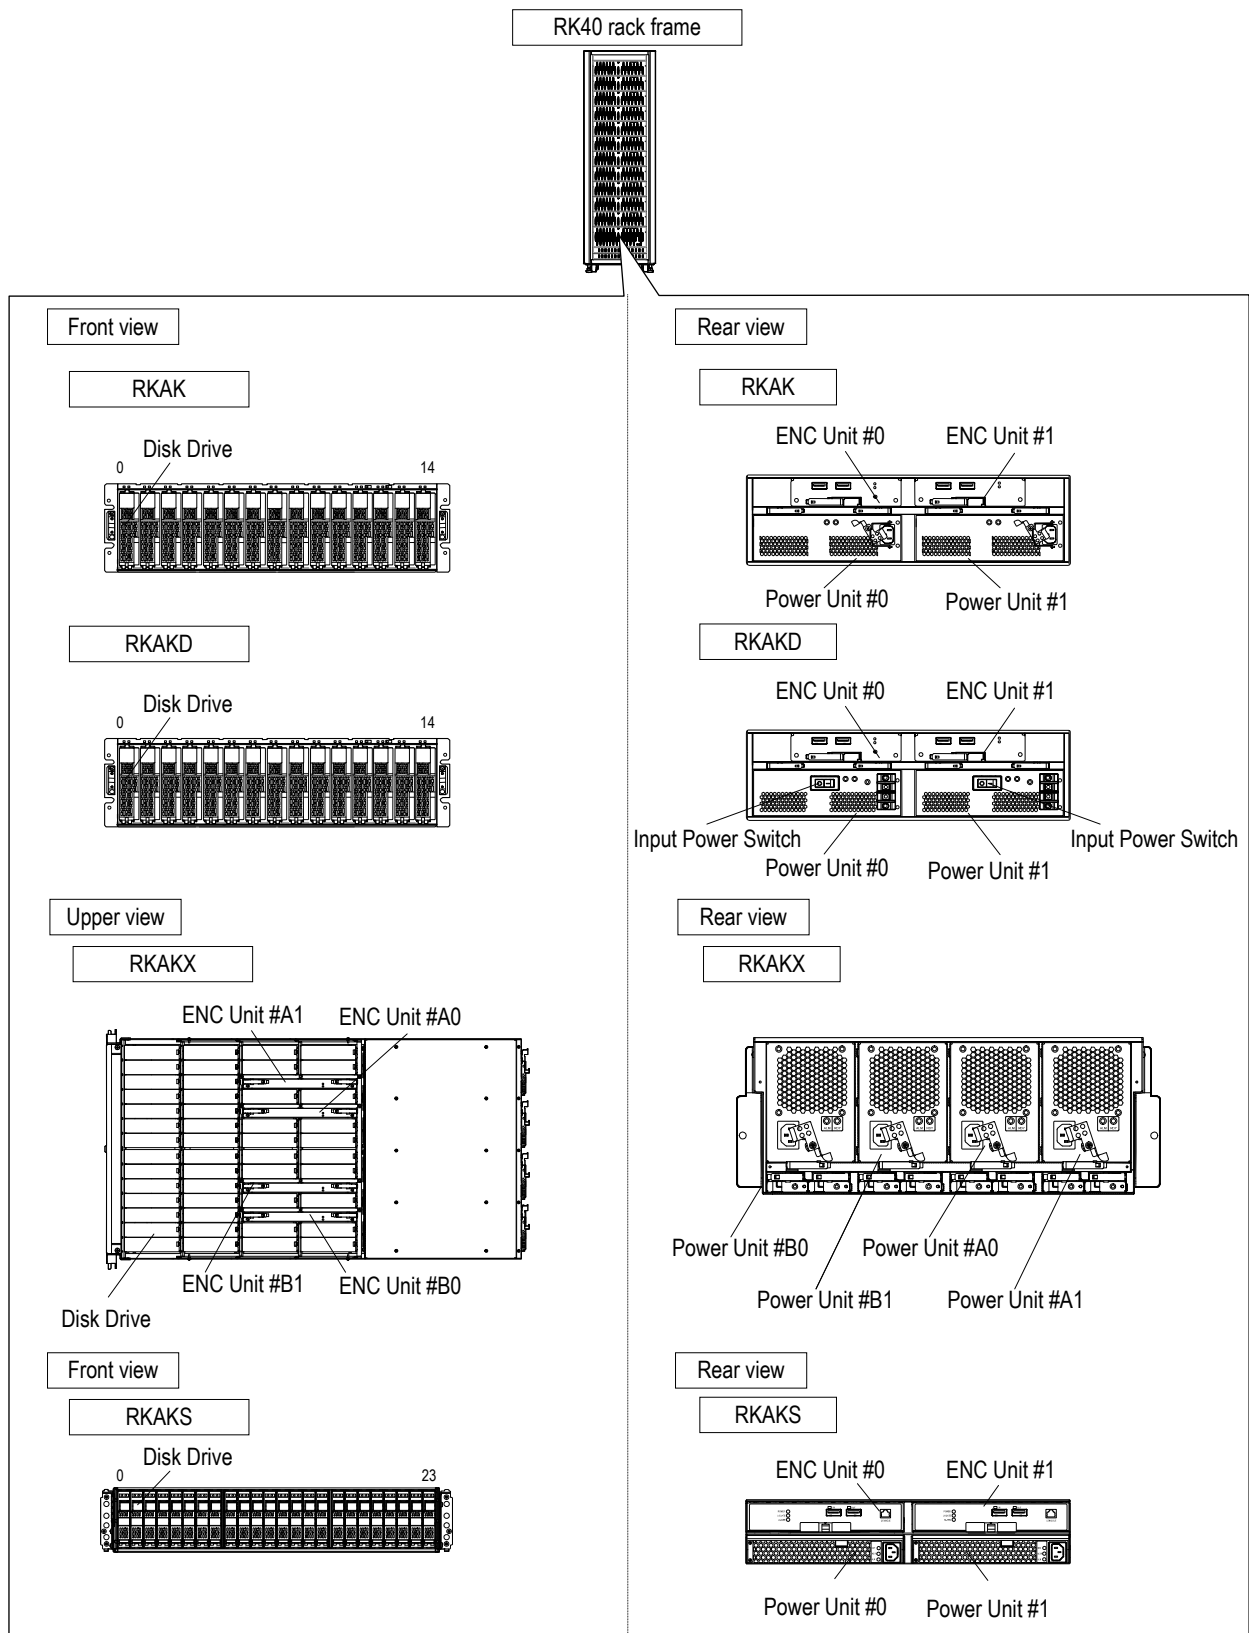 RK40 rack frame
Front view
RKAK
Disk Drive
0
14
RKAKD
Disk Drive
0
14
Upper view
RKAKX
ENC Unit #A1
ENC Unit #A0
ENC Unit #B1
ENC Unit #B0
Disk Drive
Front view
RKAKS
Disk Drive
0
23
Rear view
RKAK
ENC Unit #0
ENC Unit #1
Power Unit #0
Power Unit #1
RKAKD
ENC Unit #0
ENC Unit #1
Input Power Switch
Input Power Switch
Power Unit #0
Power Unit #1
Rear view
RKAKX
Power Unit #B0
Power Unit #A0
Power Unit #B1
Power Unit #A1
Rear view
RKAKS
ENC Unit #0
ENC Unit #1
Power Unit #0
Power Unit #1